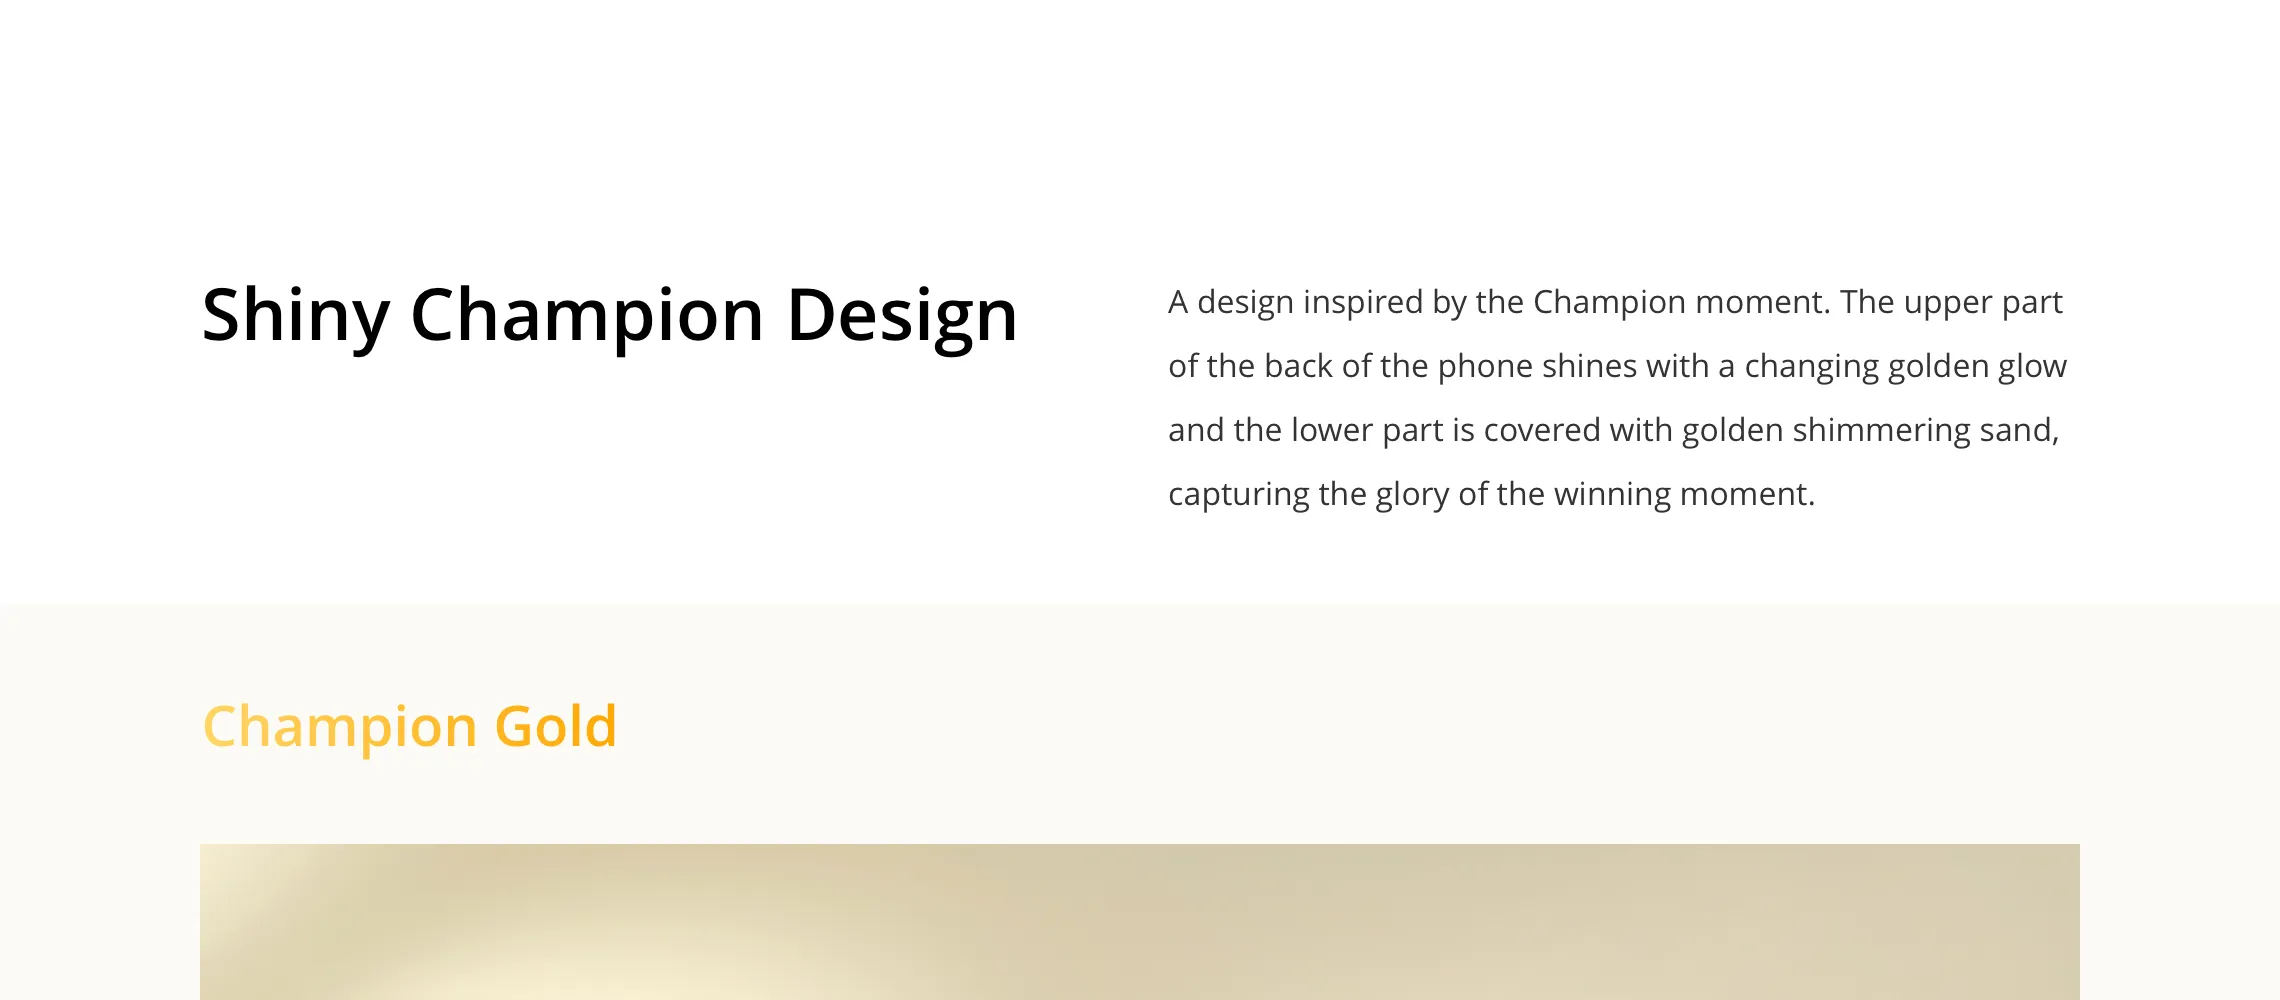 Shiny Champion Design
A design inspired by the Champion moment. The upper part
of the back of the phone shines with a changing golden glow
and the lower part is covered with golden shimmering sand,
capturing the glory of the winning moment.
Champion Gold